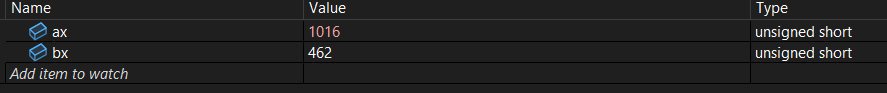 Name Value Type
ax 1016 unsigned short
bx 462 unsigned short
Add item to watch